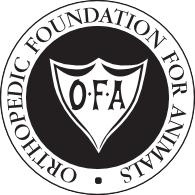 ORTHOPEDIC FOUNDATION FOR ANIMALS •
O·F·A